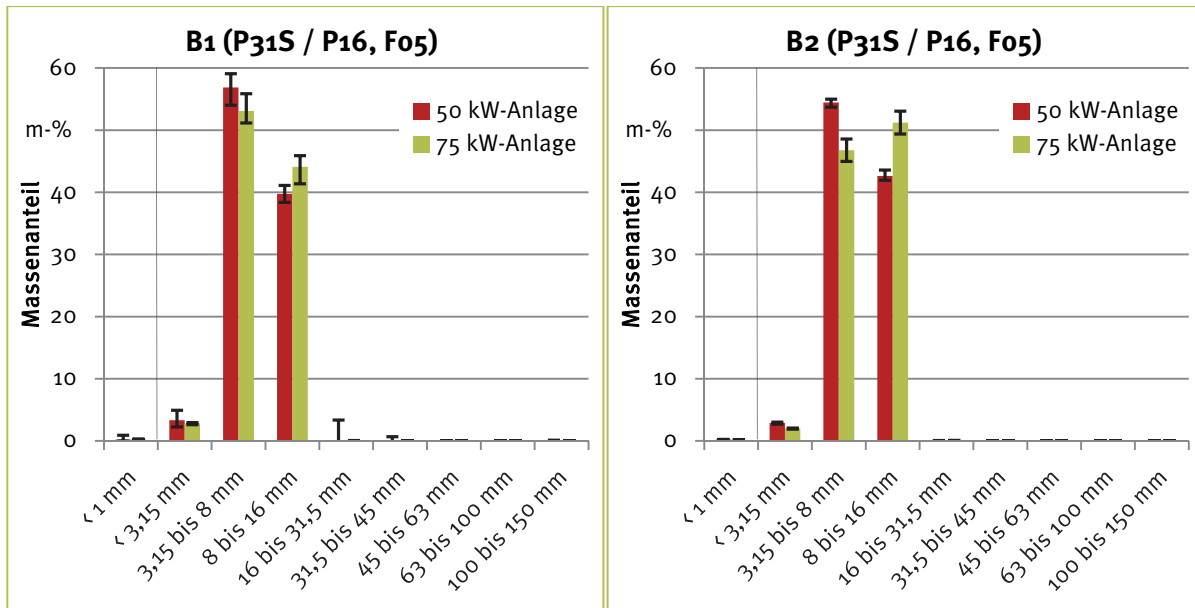 B1 (P31S / P16, F05)
60
m-%
40
30
20
10
0
Massenanteil
50 kW-Anlage
75 kW-Anlage
< 1 mm
< 3,15 mm
3,15 bis 8 mm
8 bis 16 mm
16 bis 31,5 mm
31,5 bis 45 mm
45 bis 63 mm
63 bis 100 mm
100 bis 150 mm
B2 (P31S / P16, F05)
60
m-%
40
30
20
10
0
Massenanteil
50 kW-Anlage
75 kW-Anlage
< 1 mm
< 3,15 mm
3,15 bis 8 mm
8 bis 16 mm
16 bis 31,5 mm
31,5 bis 45 mm
45 bis 63 mm
63 bis 100 mm
100 bis 150 mm